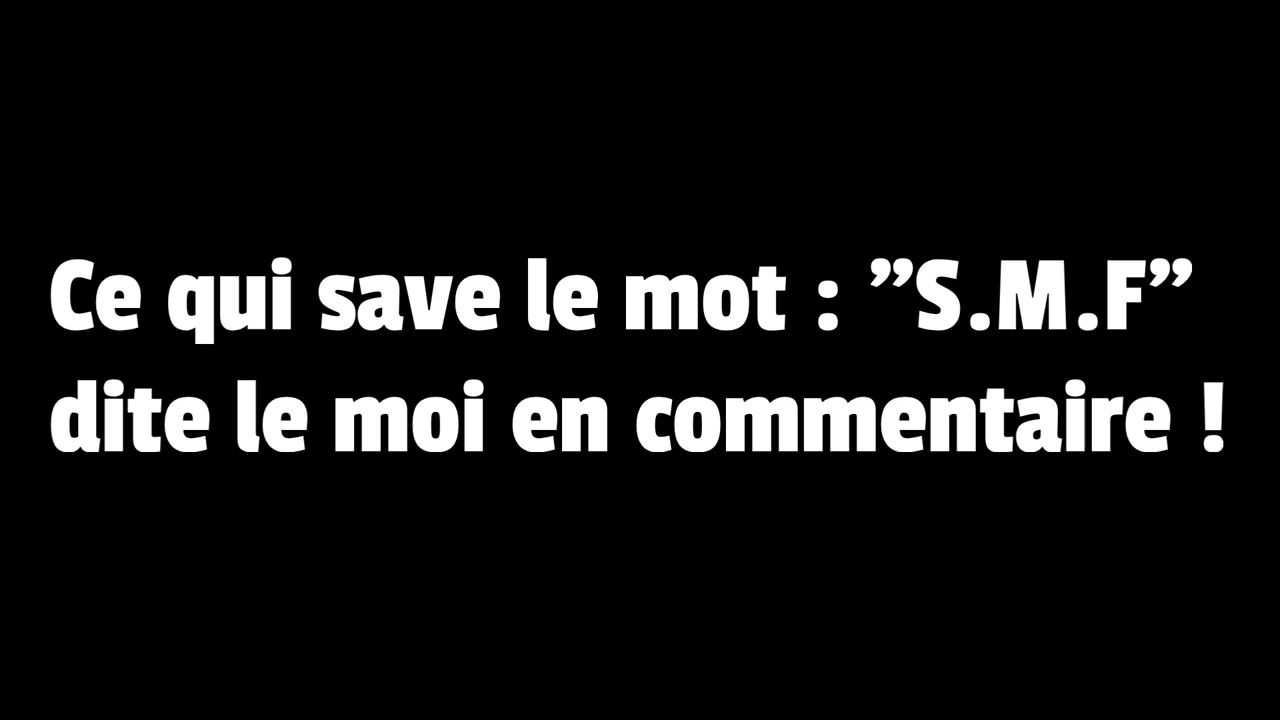 Ce qui save le mot : ”S.M.F”
dite le moi en commentaire !